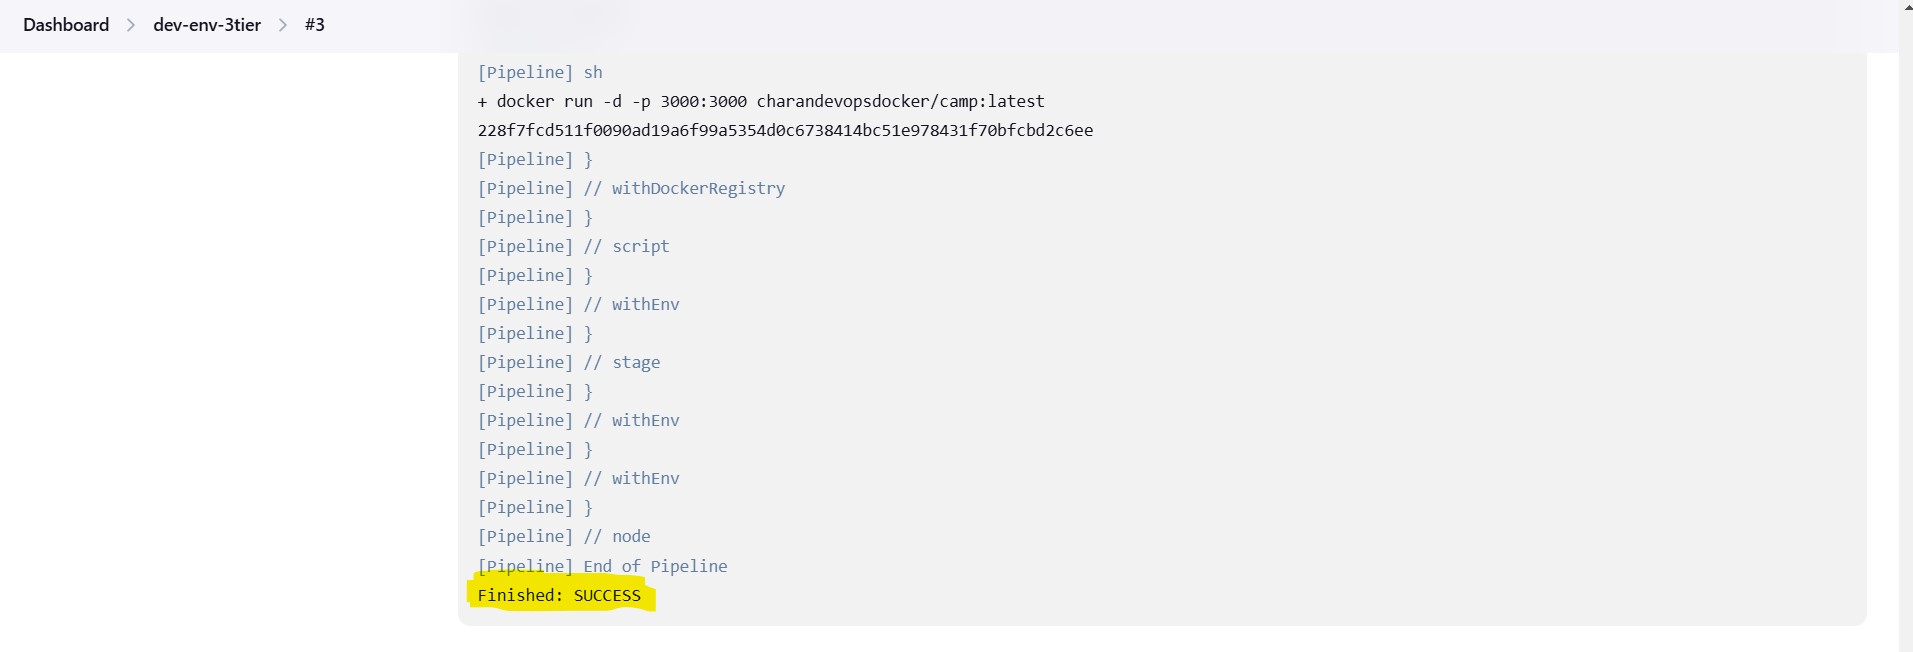 Dashboard > dev-env-3tier > #3
[Pipeline] sh
+ docker run -d -p 3000:3000 charandevopsdocker/camp:latest
228f7fcd511f0090ad19a6f99a5354d0c6738414bc51e978431f70bfcbd2c6ee
[Pipeline] }
[Pipeline] // withDockerRegistry
[Pipeline] }
[Pipeline] // script
[Pipeline] }
[Pipeline] // withEnv
[Pipeline] }
[Pipeline] // stage
[Pipeline] }
[Pipeline] // withEnv
[Pipeline] }
[Pipeline] // withEnv
[Pipeline] }
[Pipeline] // node
[Pipeline] End of Pipeline
Finished: SUCCESS